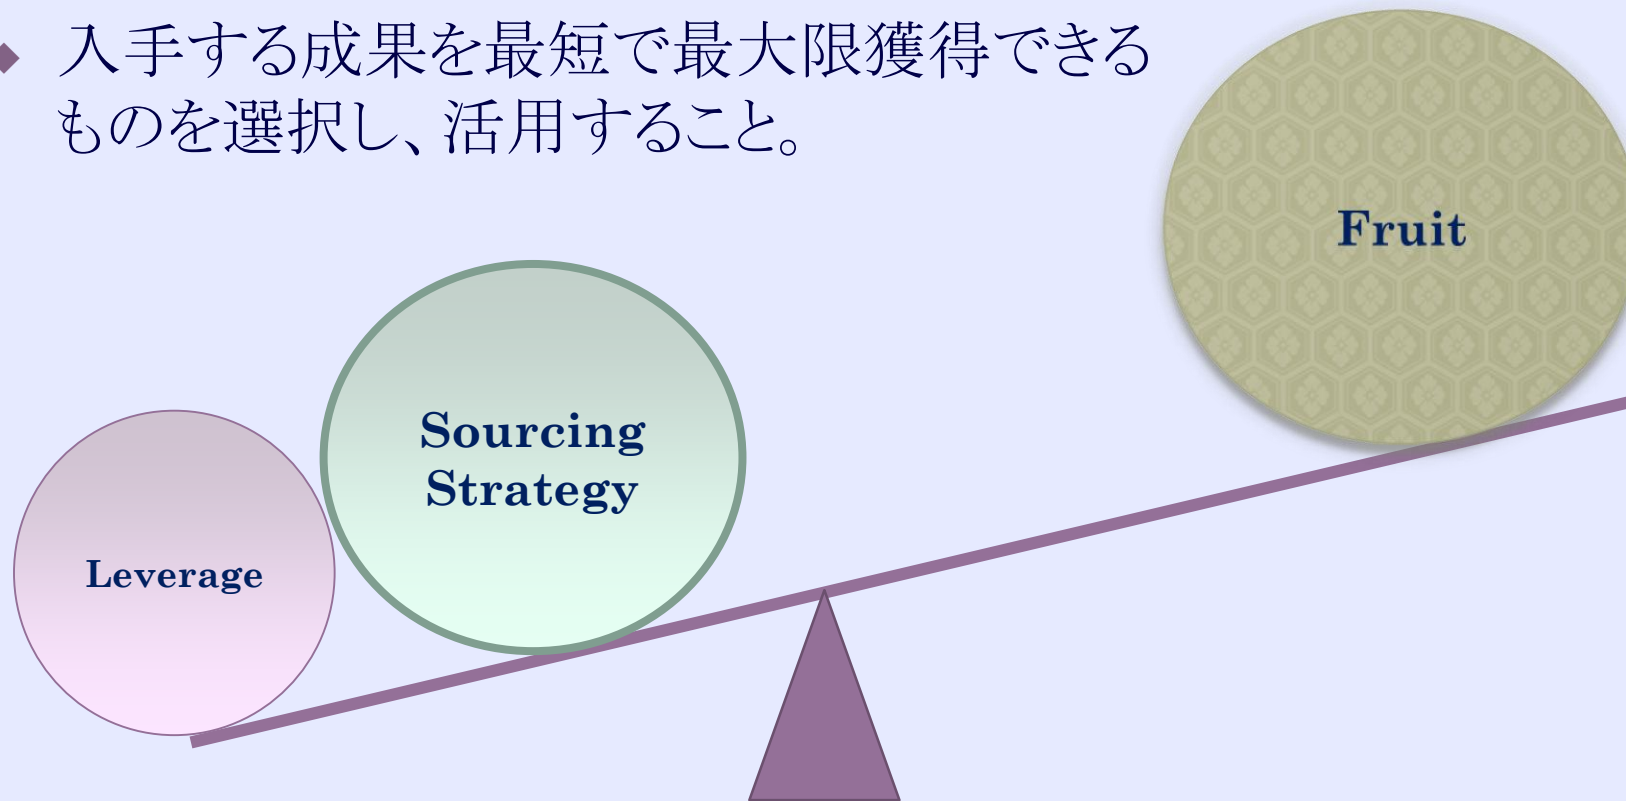 入手する成果を最短で最大限獲得できる
ものを選択し、活用すること。
Fruit
Sourcing
Strategy
Leverage